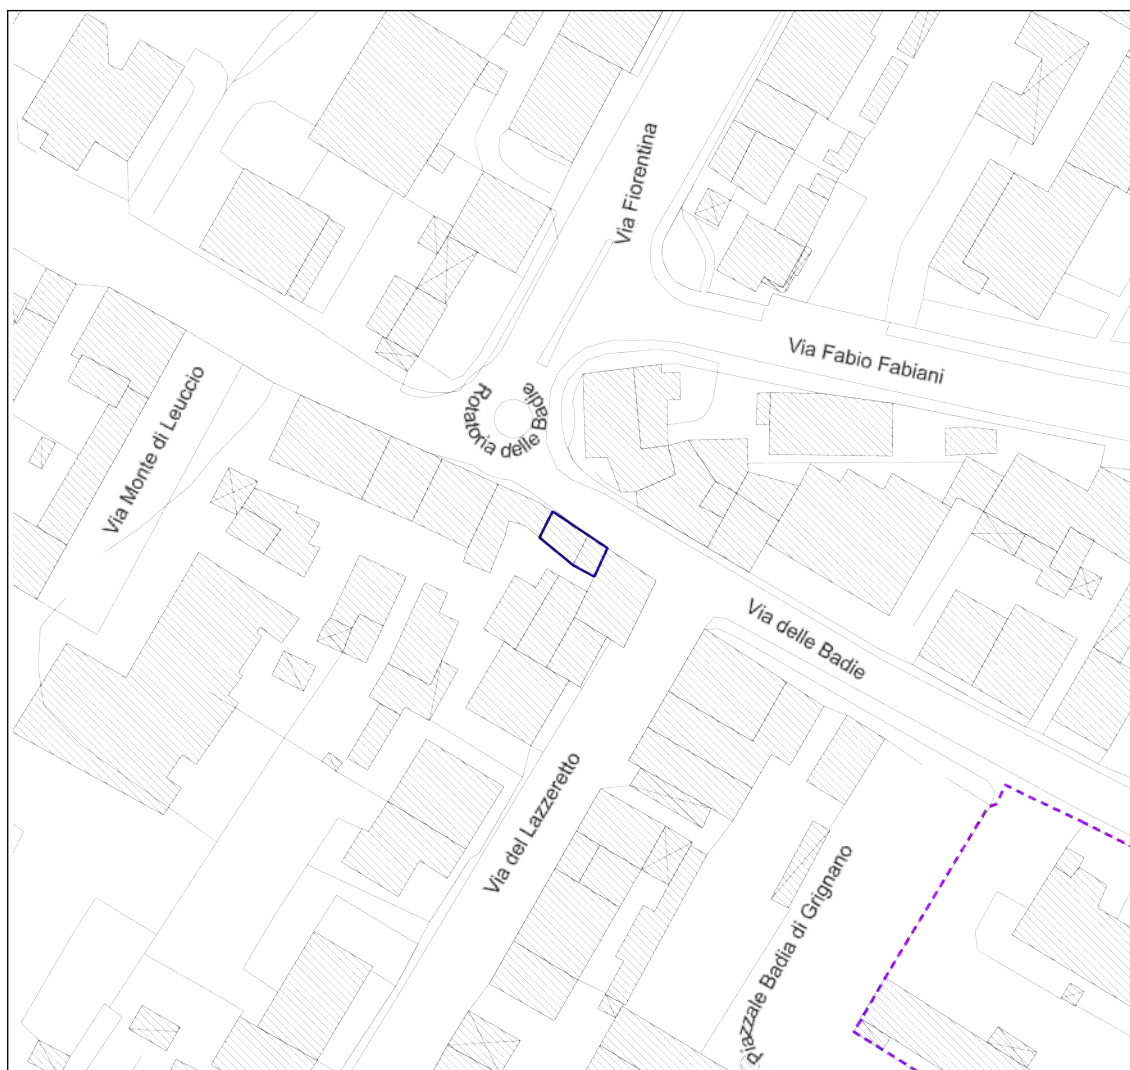 Via Fiorentina
Via Fabio Fabiani
Via Monte di Leuccio
Rotatoria delle Badie
Via delle Badie
Via del Lazzeretto
Piazzale Badia di Grignano